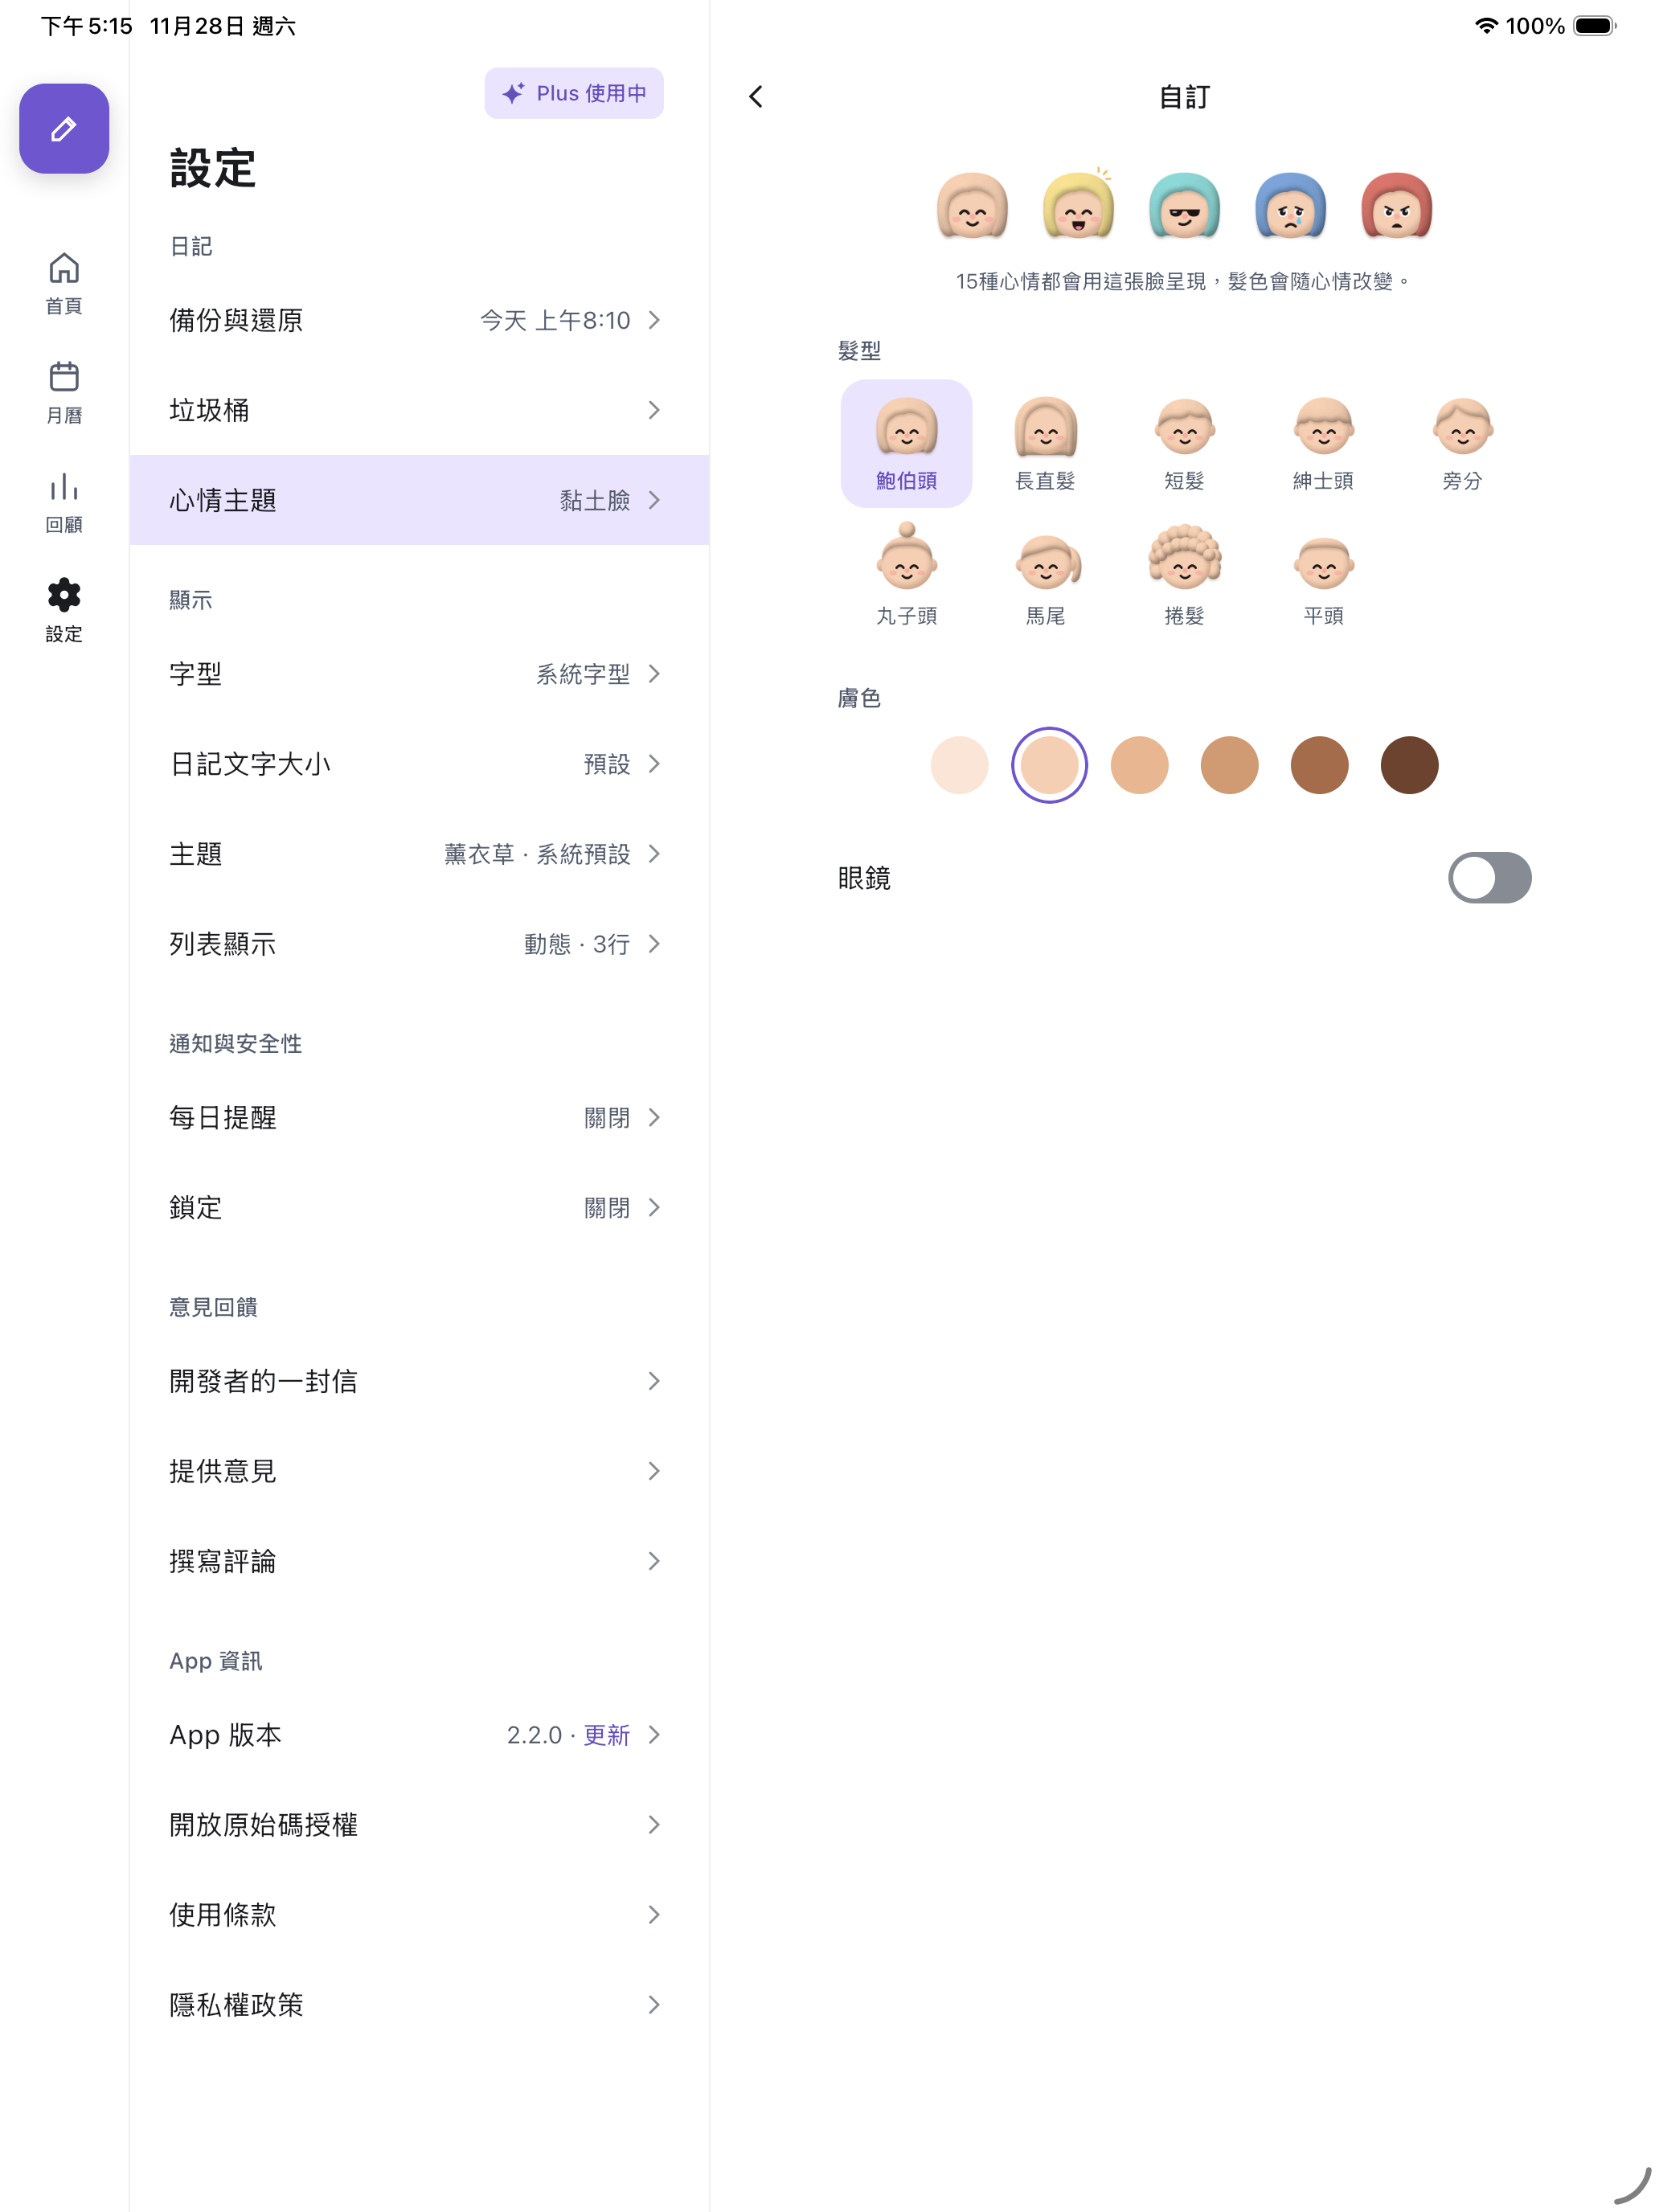 下午5:15 11月28日 週六
100%
Plus 使用中
設定
日記
備份與還原 今天 上午8:10
垃圾桶
心情主題 黏土臉
顯示
字型 系統字型
日記文字大小 預設
主題 薰衣草 · 系統預設
列表顯示 動態 · 3行
通知與安全性
每日提醒 關閉
鎖定 關閉
意見回饋
開發者的一封信
提供意見
撰寫評論
App 資訊
App 版本 2.2.0 · 更新
開放原始碼授權
使用條款
隱私權政策
首頁
月曆
回顧
設定
自訂
15種心情都會用這張臉呈現，髮色會隨心情改變。
髮型
鮑伯頭 長直髮 短髮 紳士頭 旁分
丸子頭 馬尾 捲髮 平頭
膚色
眼鏡